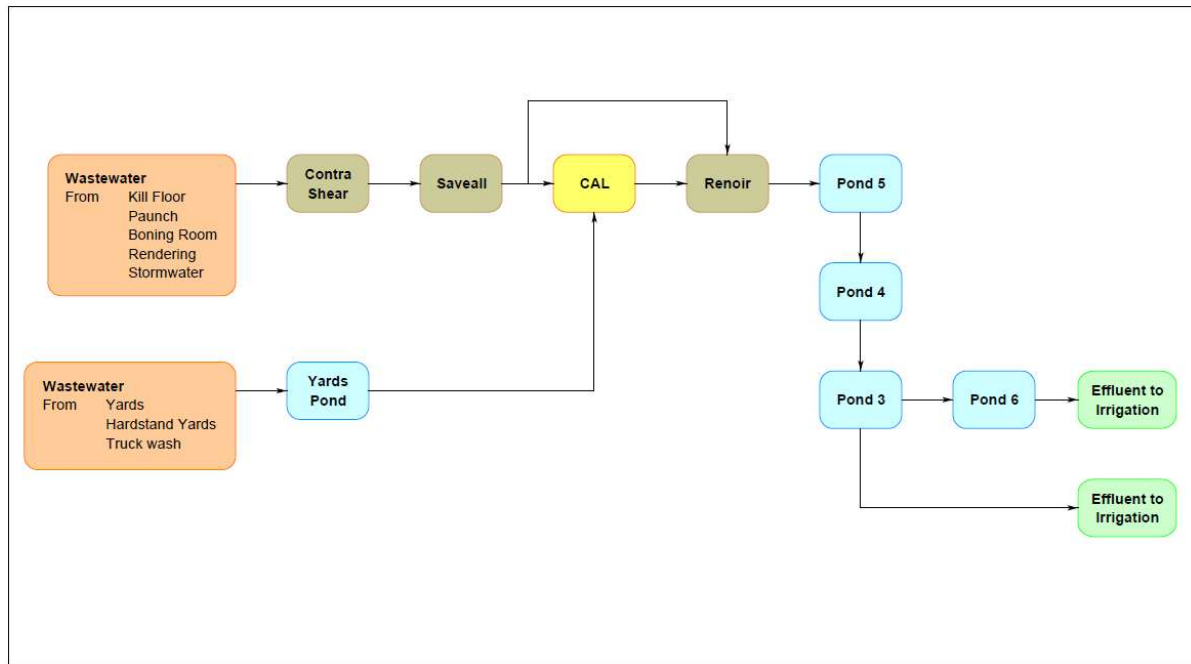 Wastewater
From Kill Floor
Paunch
Boning Room
Rendering
Stormwater
Contra
Shear
Saveall
CAL
Renoir
Pond 5
Pond 4
Wastewater
From Yards
Hardstand Yards
Truck wash
Yards
Pond
Pond 3
Pond 6
Effluent to
Irrigation
Effluent to
Irrigation